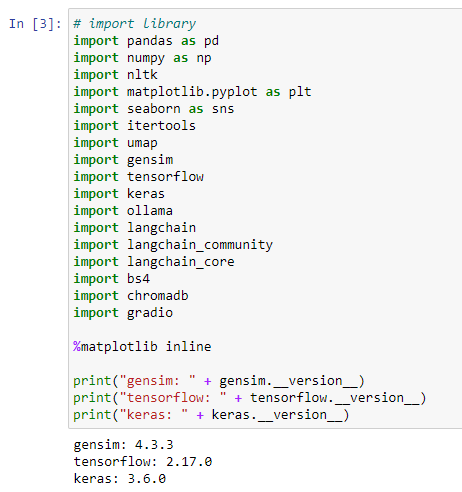 In [3]: # import library
import pandas as pd
import numpy as np
import nltk
import matplotlib.pyplot as plt
import seaborn as sns
import itertools
import umap
import gensim
import tensorflow
import keras
import ollama
import langchain
import langchain_community
import langchain_core
import bs4
import chromadb
import gradio
%matplotlib inline
print("gensim: " + gensim.__version__)
print("tensorflow: " + tensorflow.__version__)
print("keras: " + keras.__version__)
gensim: 4.3.3
tensorflow: 2.17.0
keras: 3.6.0